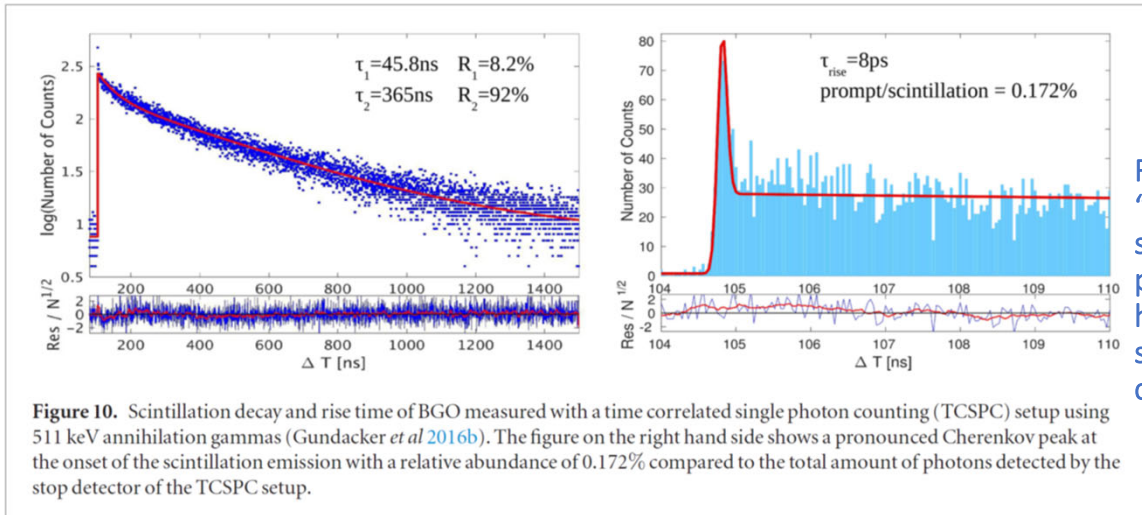 τ1=45.8ns R1=8.2%
τ2=365ns R2=92%
log(Number of Counts)
2.5
2
1.5
1
0.5
200 400 600 800 1000 1200 1400
Res / N^1/2
2
0
-2
200 400 600 800 1000 1200 1400
Δ T [ns]
τrise=8ps
prompt/scintillation = 0.172%
Number of Counts
80
70
60
50
40
30
20
10
0
104 105 106 107 108 109 110
Res / N^1/2
2
0
-2
104 105 106 107 108 109 110
Δ T [ns]
Figure 10. Scintillation decay and rise time of BGO measured with a time correlated single photon counting (TCSPC) setup using
511 keV annihilation gammas (Gundacker et al 2016b). The figure on the right hand side shows a pronounced Cherenkov peak at
the onset of the scintillation emission with a relative abundance of 0.172% compared to the total amount of photons detected by the
stop detector of the TCSPC setup.